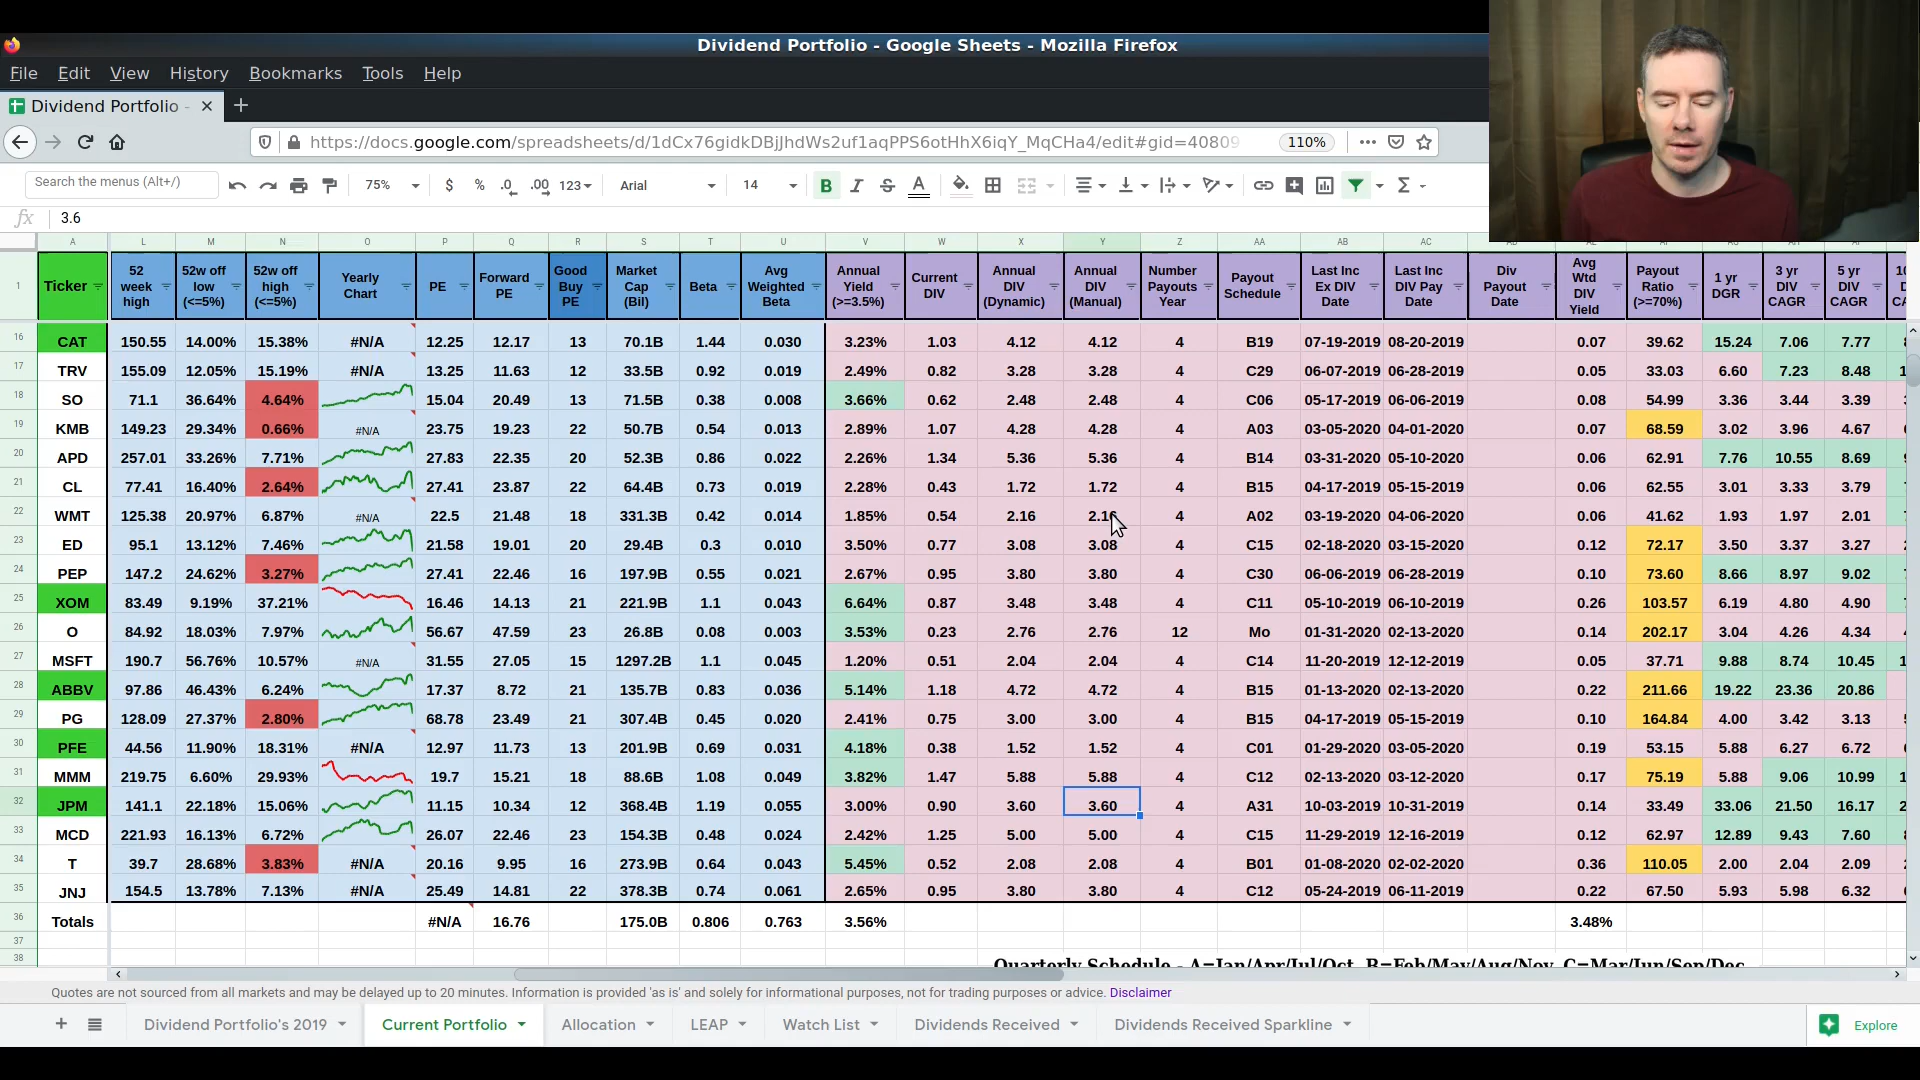 Dividend Portfolio - Google Sheets - Mozilla Firefox
File Edit View History Bookmarks Tools Help
Dividend Portfolio -
https://docs.google.com/spreadsheets/d/1dCx76gidkDBjJhdWs2uf1aqPPS6otHhX6iqY_MqCHa4/edit#gid=40809 110%
Search the menus (Alt+/) 75% $ % .0 .00 123 Arial 14 B I S A
fx 3.6
A L M N O P Q R S T U V W X Y Z AA AB AC
1 Ticker 52 week high 52w off low (<=5%) 52w off high (<=5%) Yearly Chart PE Forward PE Good Buy PE Market Cap (Bil) Beta Avg Weighted Beta Annual Yield (>=3.5%) Current DIV Annual DIV (Dynamic) Annual DIV (Manual) Number Payouts Year Payout Schedule Last Inc Ex DIV Date Last Inc DIV Pay Date Div Payout Date Avg Wtd DIV Yield Payout Ratio (>=70%) 1 yr DGR 3 yr DIV CAGR 5 yr DIV CAGR
16 CAT 150.55 14.00% 15.38% #N/A 12.25 12.17 13 70.1B 1.44 0.030 3.23% 1.03 4.12 4.12 4 B19 07-19-2019 08-20-2019 0.07 39.62 15.24 7.06 7.77
17 TRV 155.09 12.05% 15.19% #N/A 13.25 11.63 12 33.5B 0.92 0.019 2.49% 0.82 3.28 3.28 4 C29 06-07-2019 06-28-2019 0.05 33.03 6.60 7.23 8.48
18 SO 71.1 36.64% 4.64% 15.04 20.49 13 71.5B 0.38 0.008 3.66% 0.62 2.48 2.48 4 C06 05-17-2019 06-06-2019 0.08 54.99 3.36 3.44 3.39
19 KMB 149.23 29.34% 0.66% #N/A 23.75 19.23 22 50.7B 0.54 0.013 2.89% 1.07 4.28 4.28 4 A03 03-05-2020 04-01-2020 0.07 68.59 3.02 3.96 4.67
20 APD 257.01 33.26% 7.71% 27.83 22.35 20 52.3B 0.86 0.022 2.26% 1.34 5.36 5.36 4 B14 03-31-2020 05-10-2020 0.06 62.91 7.76 10.55 8.69
21 CL 77.41 16.40% 2.64% 27.41 23.87 22 64.4B 0.73 0.019 2.28% 0.43 1.72 1.72 4 B15 04-17-2019 05-15-2019 0.06 62.55 3.01 3.33 3.79
22 WMT 125.38 20.97% 6.87% #N/A 22.5 21.48 18 331.3B 0.42 0.014 1.85% 0.54 2.16 4 A02 03-19-2020 04-06-2020 0.06 41.62 1.93 1.97 2.01
23 ED 95.1 13.12% 7.46% 21.58 19.01 20 29.4B 0.3 0.010 3.50% 0.77 3.08 3.08 4 C15 02-18-2020 03-15-2020 0.12 72.17 3.50 3.37 3.27
24 PEP 147.2 24.62% 3.27% 27.41 22.46 16 197.9B 0.55 0.021 2.67% 0.95 3.80 3.80 4 C30 06-06-2019 06-28-2019 0.10 73.60 8.66 8.97 9.02
25 XOM 83.49 9.19% 37.21% 16.46 14.13 21 221.9B 1.1 0.043 6.64% 0.87 3.48 3.48 4 C11 05-10-2019 06-10-2019 0.26 103.57 6.19 4.80 4.90
26 O 84.92 18.03% 7.97% 56.67 47.59 23 26.8B 0.08 0.003 3.53% 0.23 2.76 2.76 12 Mo 01-31-2020 02-13-2020 0.14 202.17 3.04 4.26 4.34
27 MSFT 190.7 56.76% 10.57% #N/A 31.55 27.05 15 1297.2B 1.1 0.045 1.20% 0.51 2.04 2.04 4 C14 11-20-2019 12-12-2019 0.05 37.71 9.88 8.74 10.45
28 ABBV 97.86 46.43% 6.24% 17.37 8.72 21 135.7B 0.83 0.036 5.14% 1.18 4.72 4.72 4 B15 01-13-2020 02-13-2020 0.22 211.66 19.22 23.36 20.86
29 PG 128.09 27.37% 2.80% 68.78 23.49 21 307.4B 0.45 0.020 2.41% 0.75 3.00 3.00 4 B15 04-17-2019 05-15-2019 0.10 164.84 4.00 3.42 3.13
30 PFE 44.56 11.90% 18.31% #N/A 12.97 11.73 13 201.9B 0.69 0.031 4.18% 0.38 1.52 1.52 4 C01 01-29-2020 03-05-2020 0.19 53.15 5.88 6.27 6.72
31 MMM 219.75 6.60% 29.93% 19.7 15.21 18 88.6B 1.08 0.049 3.82% 1.47 5.88 5.88 4 C12 02-13-2020 03-12-2020 0.17 75.19 5.88 9.06 10.99
32 JPM 141.1 22.18% 15.06% 11.15 10.34 12 368.4B 1.19 0.055 3.00% 0.90 3.60 3.60 4 A31 10-03-2019 10-31-2019 0.14 33.49 33.06 21.50 16.17
33 MCD 221.93 16.13% 6.72% 26.07 22.46 23 154.3B 0.48 0.024 2.42% 1.25 5.00 5.00 4 C15 11-29-2019 12-16-2019 0.12 62.97 12.89 9.43 7.60
34 T 39.7 28.68% 3.83% #N/A 20.16 9.95 16 273.9B 0.64 0.043 5.45% 0.52 2.08 2.08 4 B01 01-08-2020 02-02-2020 0.36 110.05 2.00 2.04 2.09
35 JNJ 154.5 13.78% 7.13% #N/A 25.49 14.81 22 378.3B 0.74 0.061 2.65% 0.95 3.80 3.80 4 C12 05-24-2019 06-11-2019 0.22 67.50 5.93 5.98 6.32
36 Totals #N/A 16.76 175.0B 0.806 0.763 3.56% 3.48%
37
38 Quarterly Schedule - A=Jan/Apr/Jul/Oct, B=Feb/May/Aug/Nov, C=Mar/Jun/Sep/Dec
Quotes are not sourced from all markets and may be delayed up to 20 minutes. Information is provided 'as is' and solely for informational purposes, not for trading purposes or advice. Disclaimer
Dividend Portfolio's 2019 Current Portfolio Allocation LEAP Watch List Dividends Received Dividends Received Sparkline Explore